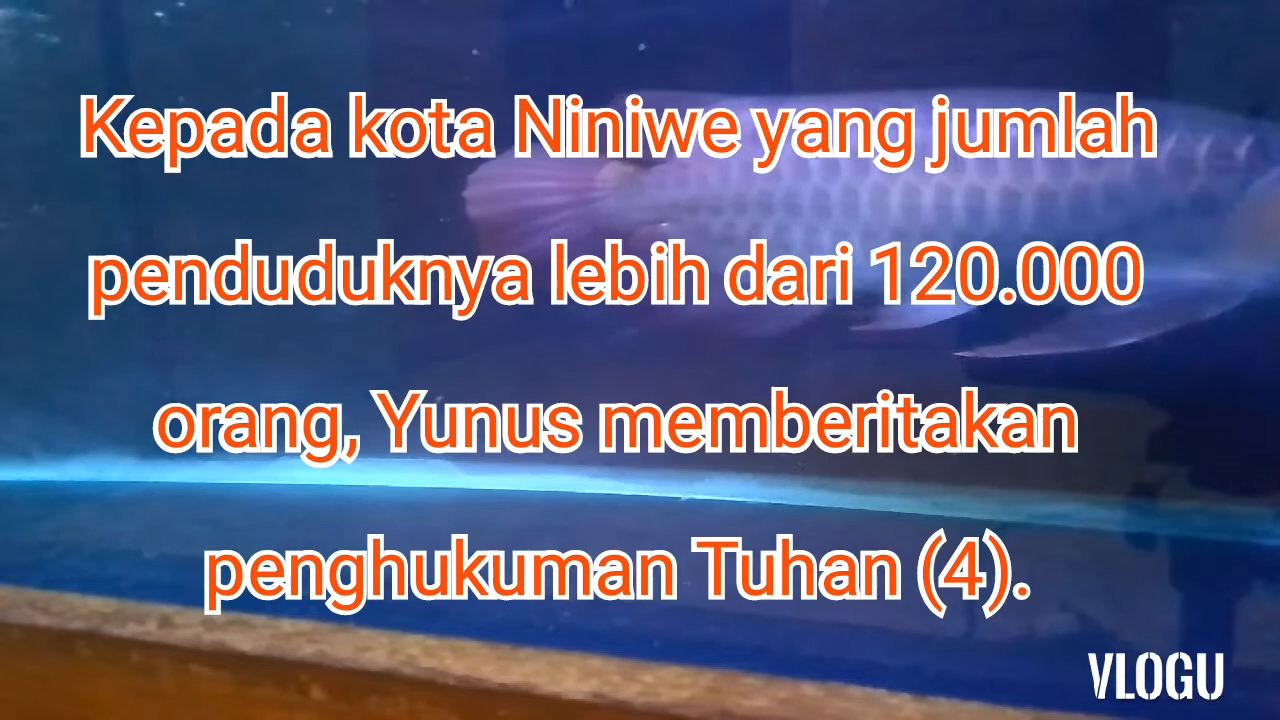 Kepada kota Niniwe yang jumlah
penduduknya lebih dari 120.000
orang, Yunus memberitakan
penghukuman Tuhan (4).
VLOGU